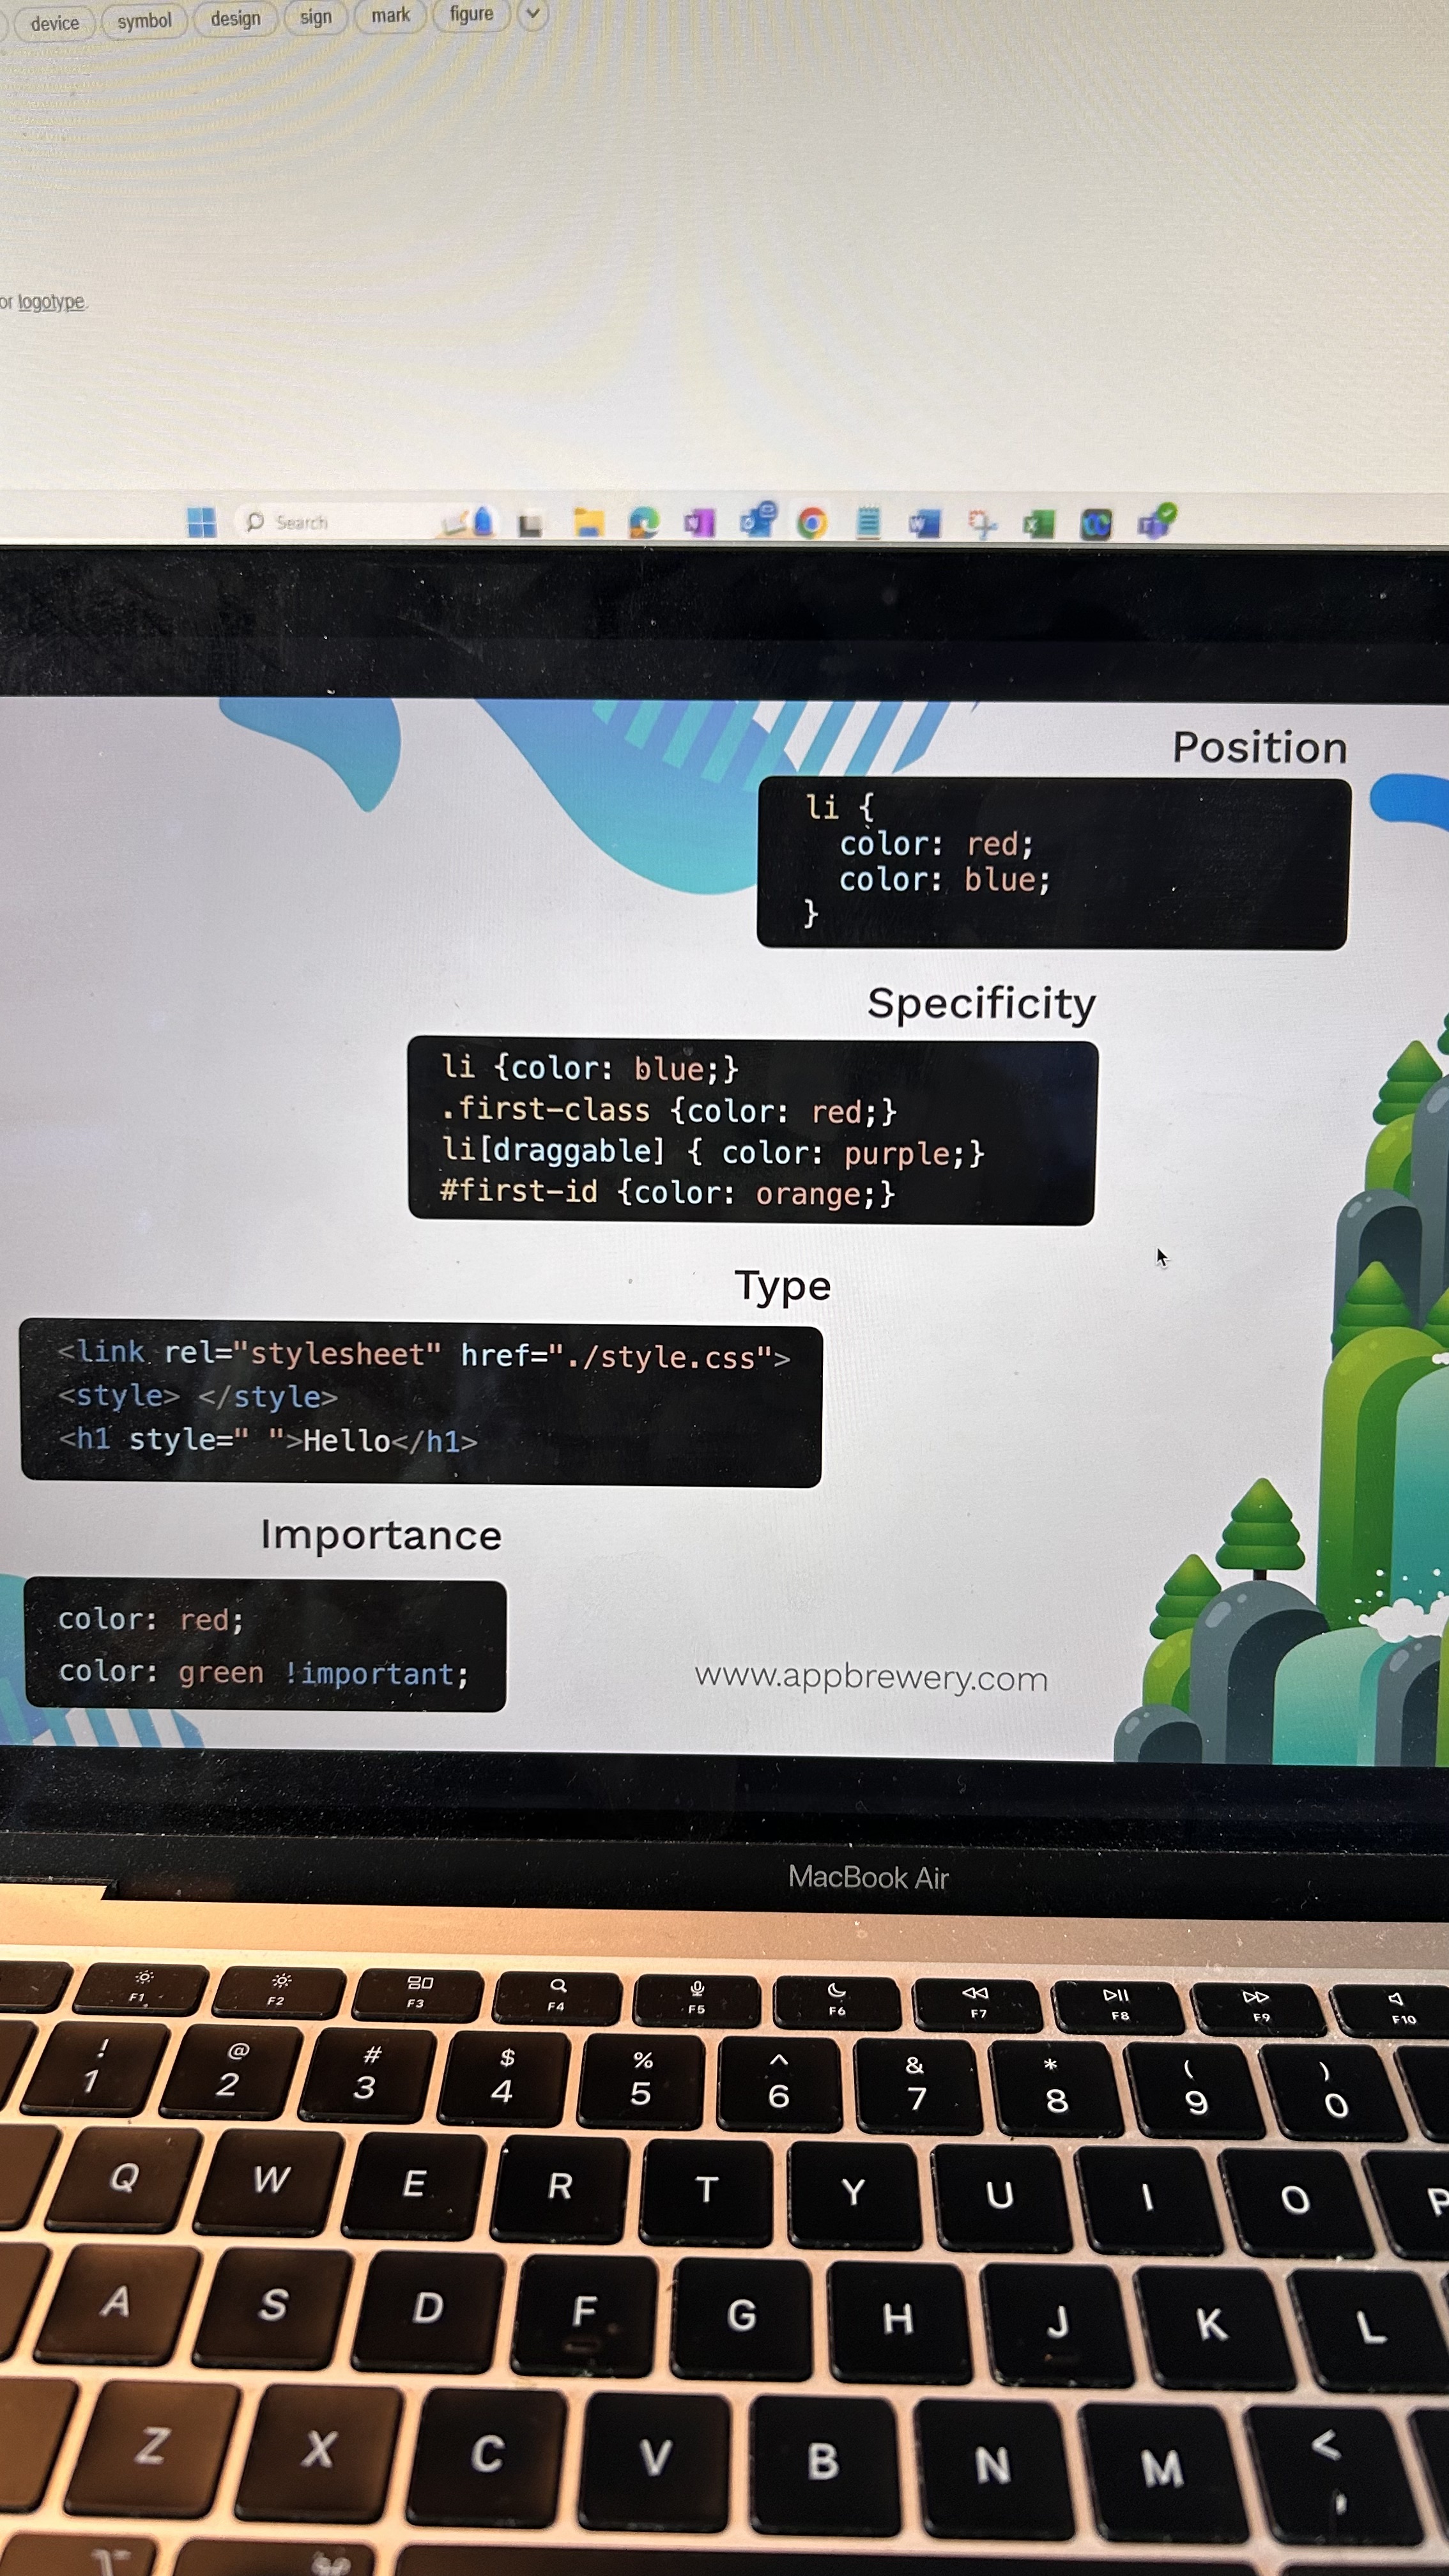 device symbol design sign mark figure
or logotype.
Search
Position
li {
color: red;
color: blue;
}
Specificity
li {color: blue;}
.first-class {color: red;}
li[draggable] { color: purple;}
#first-id {color: orange;}
Type
<link rel="stylesheet" href="./style.css">
<style> </style>
<h1 style=" ">Hello</h1>
Importance
color: red;
color: green !important;
www.appbrewery.com
MacBook Air
F1 F2 F3 F4 F5 F6 F7 F8 F9 F10
! @ # $ % ^ & * ( )
1 2 3 4 5 6 7 8 9 0
Q W E R T Y U I O P
A S D F G H J K L
Z X C V B N M <
,